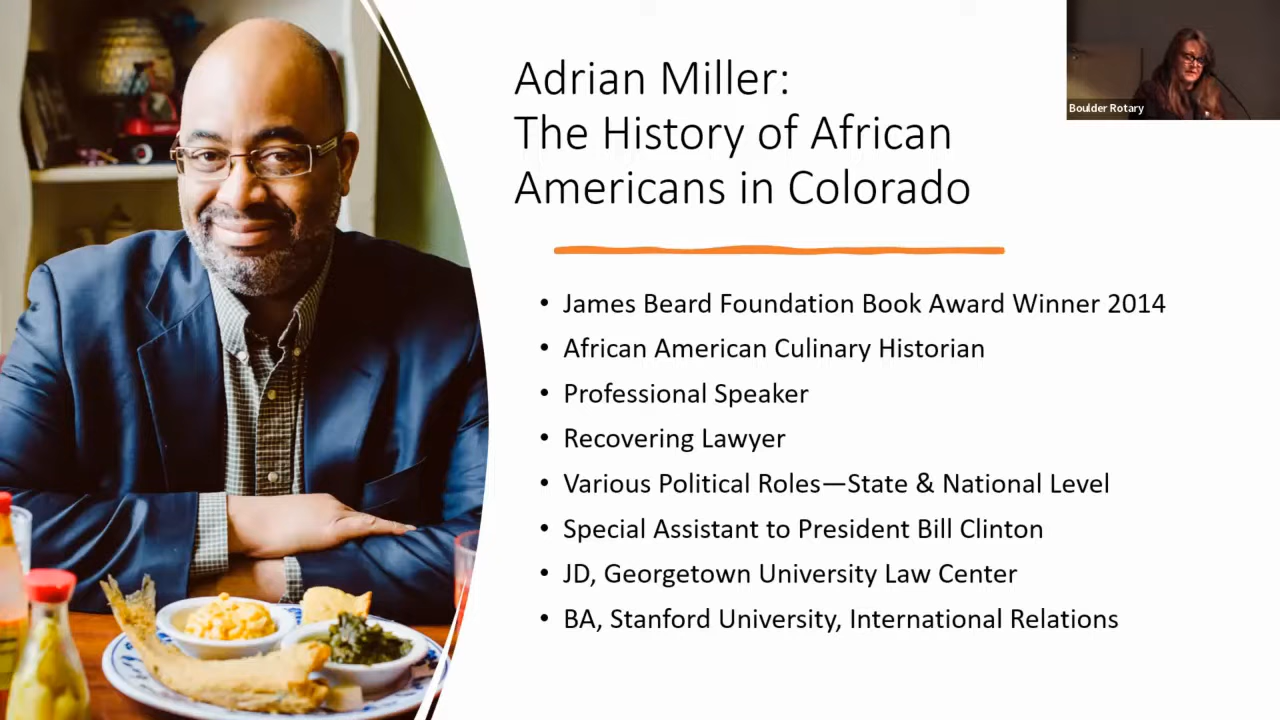 Adrian Miller:
The History of African
Americans in Colorado
Boulder Rotary
• James Beard Foundation Book Award Winner 2014
• African American Culinary Historian
• Professional Speaker
• Recovering Lawyer
• Various Political Roles—State & National Level
• Special Assistant to President Bill Clinton
• JD, Georgetown University Law Center
• BA, Stanford University, International Relations